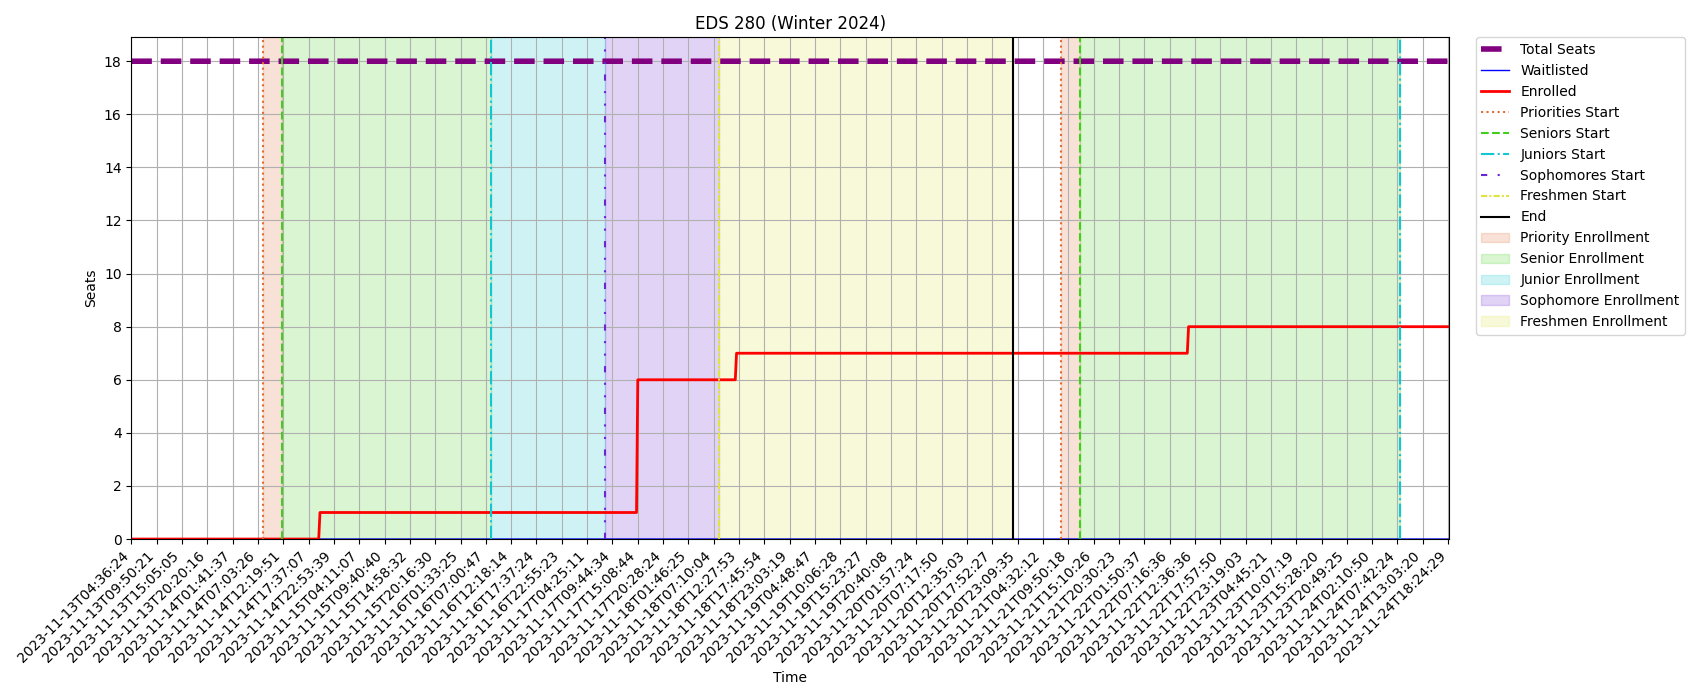 EDS 280 (Winter 2024)
Seats
18
16
14
12
10
8
6
4
2
0
2023-11-13T04:36:24
2023-11-13T09:50:21
2023-11-13T15:05:05
2023-11-13T20:20:16
2023-11-14T01:41:37
2023-11-14T07:03:26
2023-11-14T12:19:51
2023-11-14T17:37:07
2023-11-14T22:53:39
2023-11-15T04:11:07
2023-11-15T09:40:40
2023-11-15T14:58:32
2023-11-15T20:16:30
2023-11-16T01:33:25
2023-11-16T07:00:47
2023-11-16T12:18:14
2023-11-16T17:37:24
2023-11-16T22:55:23
2023-11-17T04:25:11
2023-11-17T09:44:34
2023-11-17T15:08:44
2023-11-17T20:28:24
2023-11-18T01:46:25
2023-11-18T07:10:04
2023-11-18T12:27:53
2023-11-18T17:45:54
2023-11-18T23:03:19
2023-11-19T04:48:47
2023-11-19T10:06:28
2023-11-19T15:23:27
2023-11-19T20:40:08
2023-11-20T01:57:24
2023-11-20T07:17:50
2023-11-20T12:35:03
2023-11-20T17:52:27
2023-11-20T23:09:35
2023-11-21T04:32:12
2023-11-21T09:50:18
2023-11-21T15:10:26
2023-11-21T20:30:23
2023-11-22T01:50:37
2023-11-22T07:16:36
2023-11-22T12:36:36
2023-11-22T17:57:50
2023-11-22T23:19:03
2023-11-23T04:45:21
2023-11-23T10:07:19
2023-11-23T15:28:20
2023-11-23T20:49:25
2023-11-24T02:10:50
2023-11-24T07:42:24
2023-11-24T13:03:20
2023-11-24T18:24:29
Time
Total Seats
Waitlisted
Enrolled
Priorities Start
Seniors Start
Juniors Start
Sophomores Start
Freshmen Start
End
Priority Enrollment
Senior Enrollment
Junior Enrollment
Sophomore Enrollment
Freshmen Enrollment